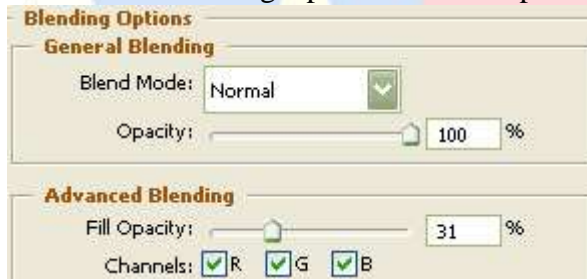 Blending Options
General Blending
Blend Mode: Normal
Opacity: 100 %
Advanced Blending
Fill Opacity: 31 %
Channels: R G B